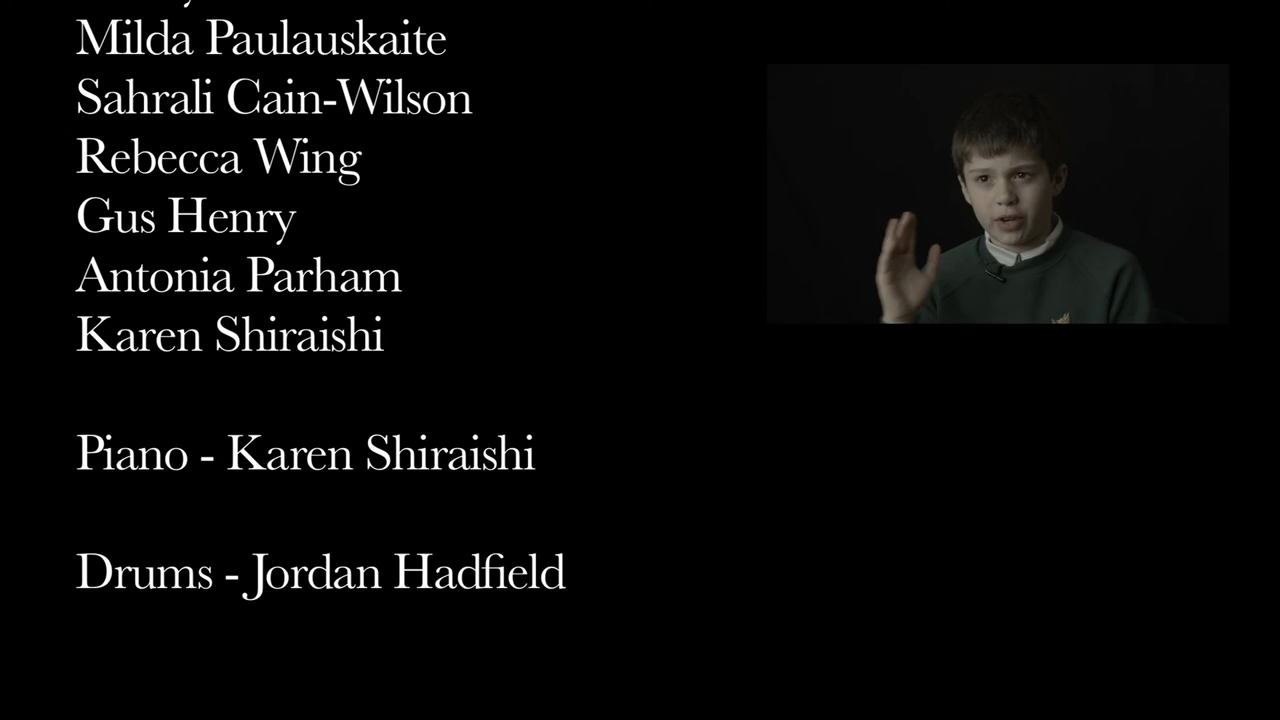 Milda Paulauskaite
Sahrali Cain-Wilson
Rebecca Wing
Gus Henry
Antonia Parham
Karen Shiraishi
Piano - Karen Shiraishi
Drums - Jordan Hadfield